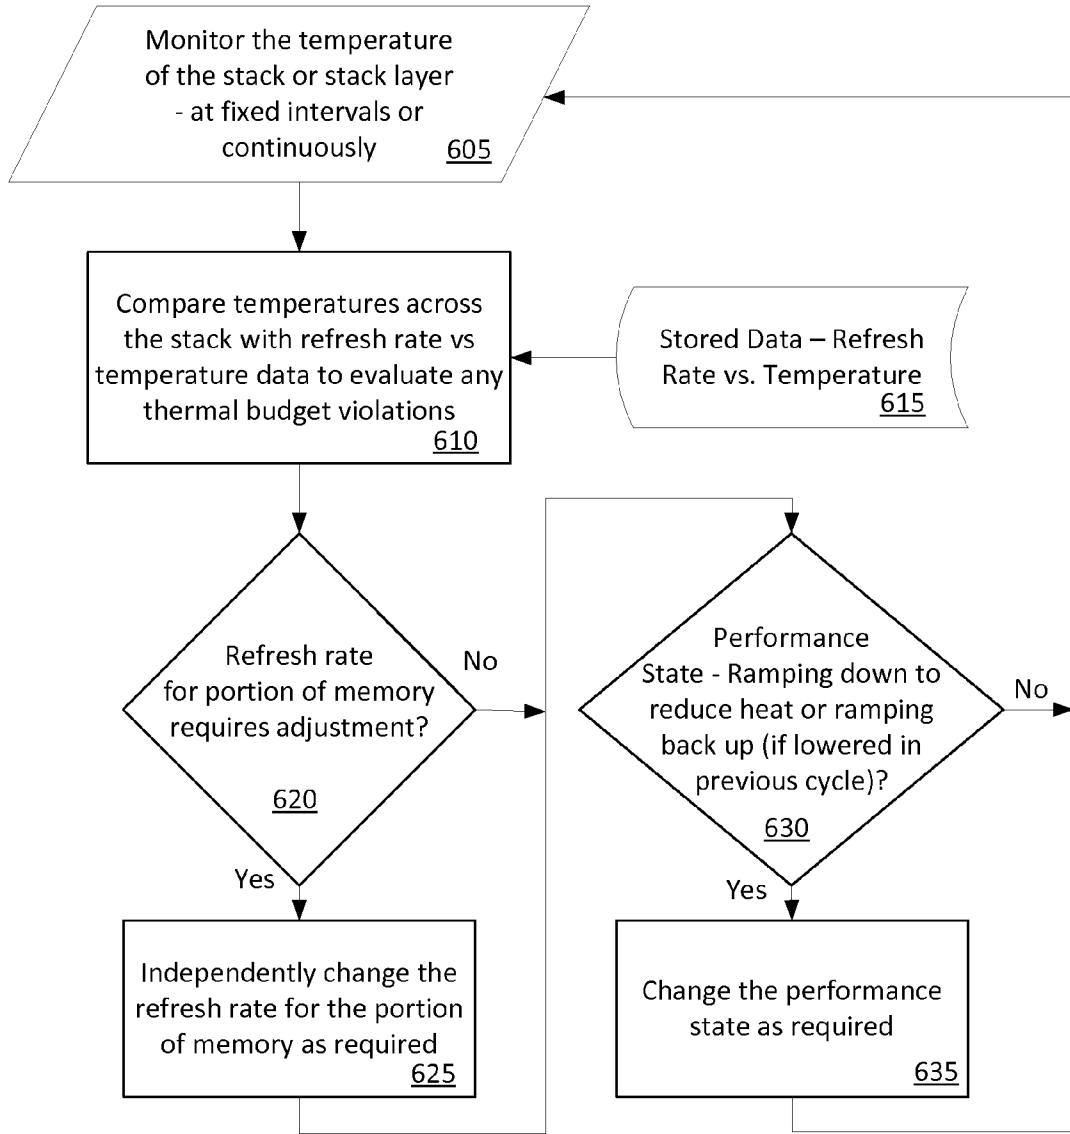 Monitor the temperature
of the stack or stack layer
- at fixed intervals or
continuously
605
Compare temperatures across
the stack with refresh rate vs
temperature data to evaluate any
thermal budget violations
610
Stored Data – Refresh
Rate vs. Temperature
615
Refresh rate
for portion of memory
requires adjustment?
620
No
Yes
Independently change the
refresh rate for the portion
of memory as required
625
Performance
State - Ramping down to
reduce heat or ramping
back up (if lowered in
previous cycle)?
630
No
Yes
Change the performance
state as required
635